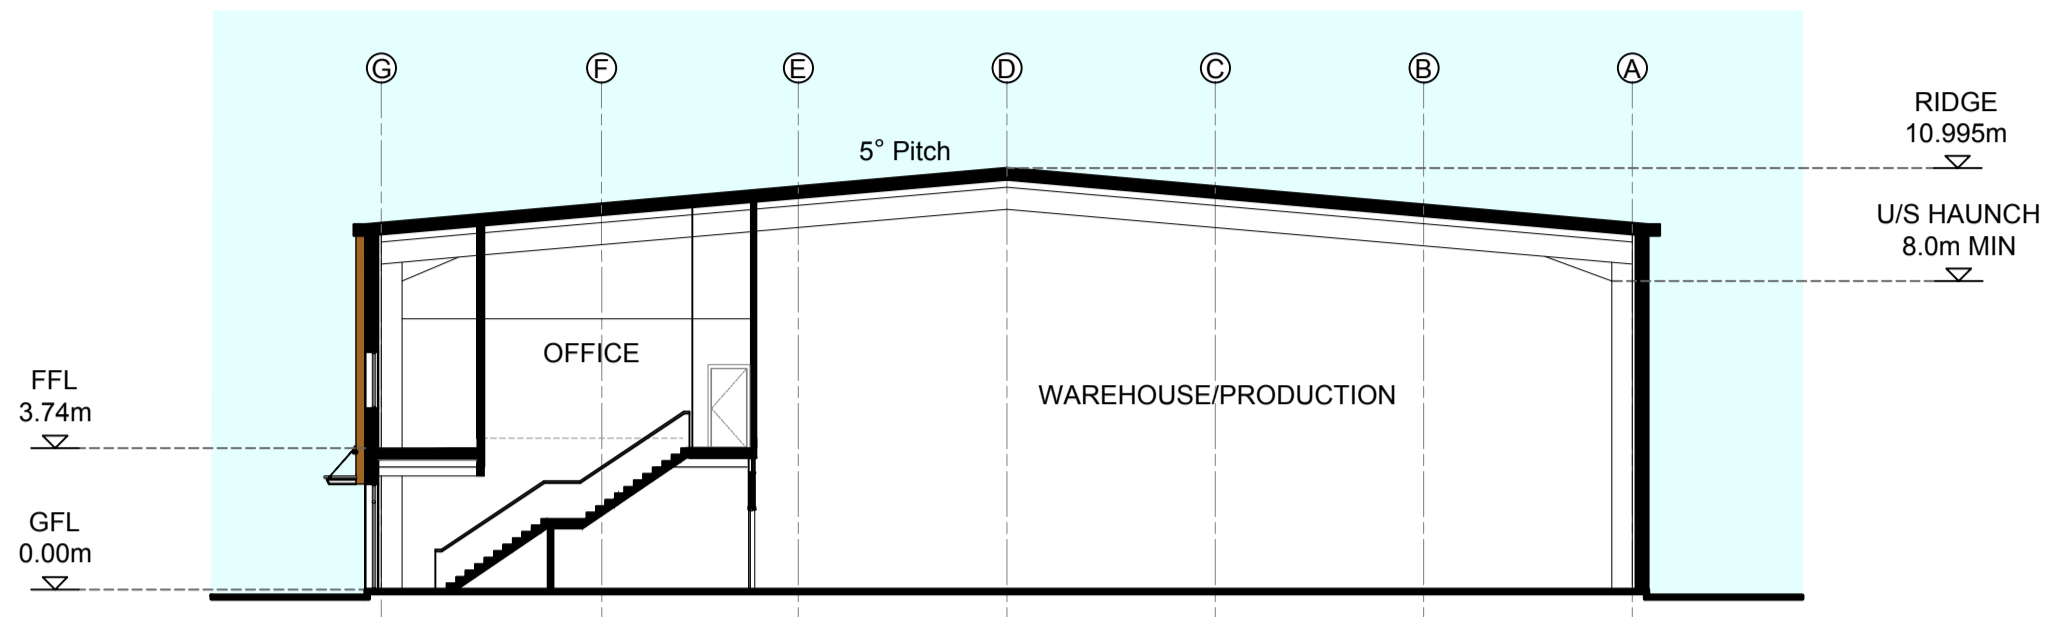 G F E D C B A
RIDGE
10.995m
5° Pitch
U/S HAUNCH
8.0m MIN
OFFICE
FFL
3.74m
WAREHOUSE/PRODUCTION
GFL
0.00m